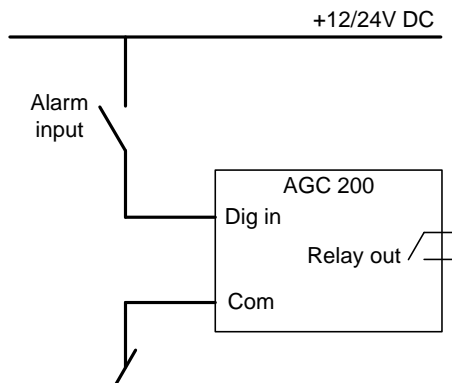 +12/24V DC
Alarm
input
AGC 200
Dig in
Relay out
Com